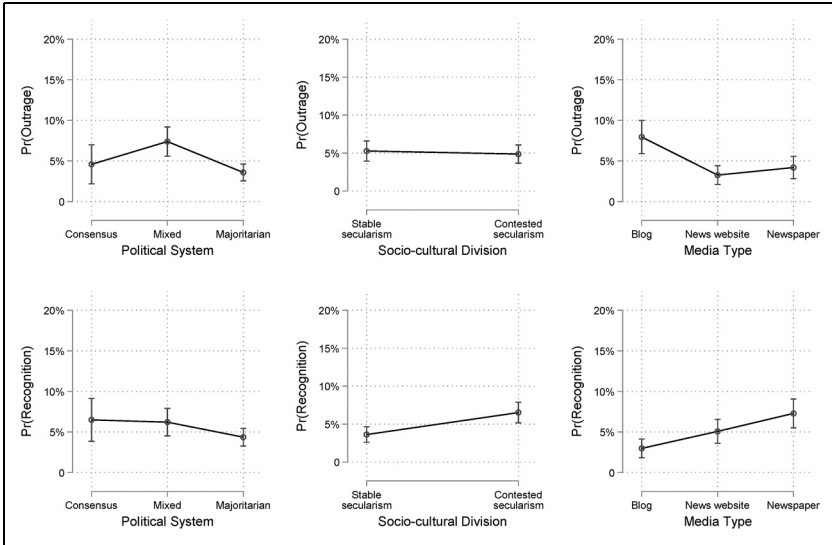 20%
15%
10%
5%
0
Pr(Outrage)
Consensus Mixed Majoritarian
Political System
20%
15%
10%
5%
0
Pr(Outrage)
Stable secularism
Contested secularism
Socio-cultural Division
20%
15%
10%
5%
0
Pr(Outrage)
Blog News website Newspaper
Media Type
20%
15%
10%
5%
0
Pr(Recognition)
Consensus Mixed Majoritarian
Political System
20%
15%
10%
5%
0
Pr(Recognition)
Stable secularism
Contested secularism
Socio-cultural Division
20%
15%
10%
5%
0
Pr(Recognition)
Blog News website Newspaper
Media Type